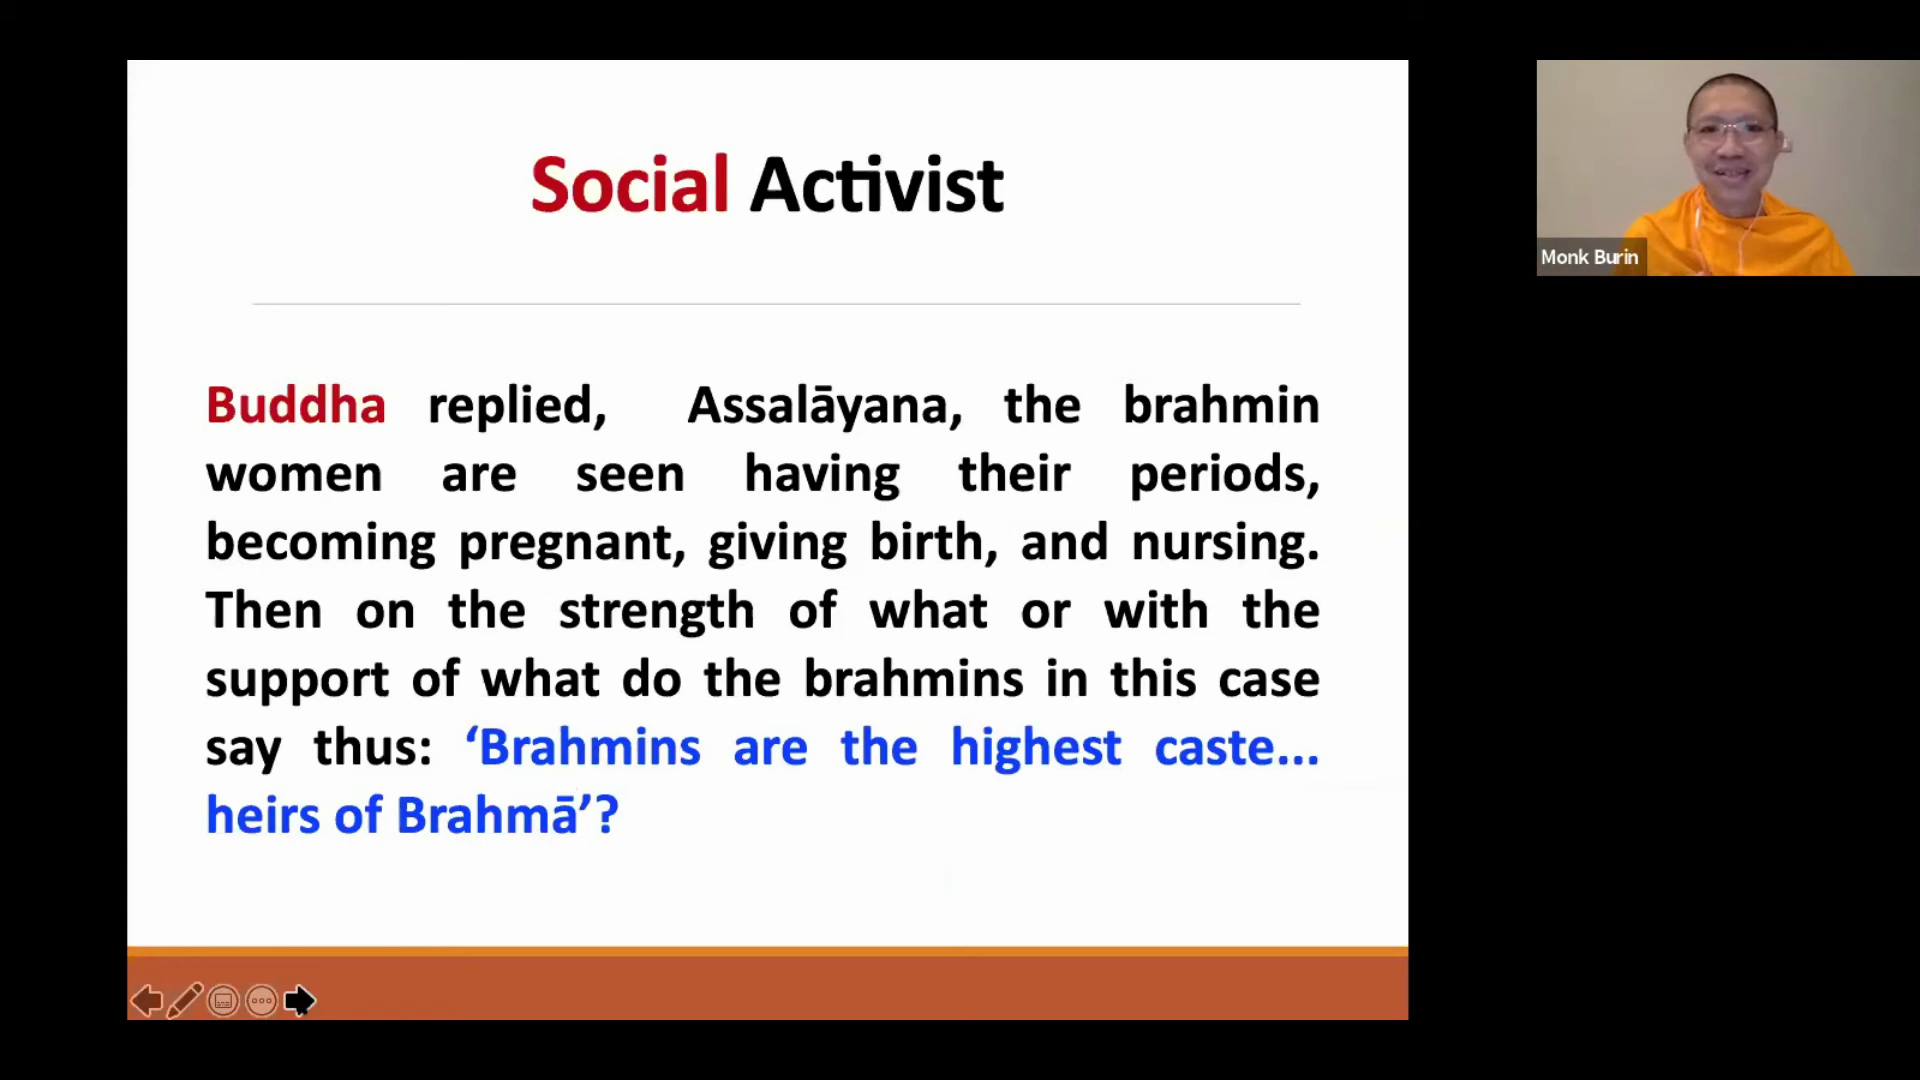 Social Activist
Buddha replied, Assalāyana, the brahmin
women are seen having their periods,
becoming pregnant, giving birth, and nursing.
Then on the strength of what or with the
support of what do the brahmins in this case
say thus: ‘Brahmins are the highest caste...
heirs of Brahmā’?
Monk Burin